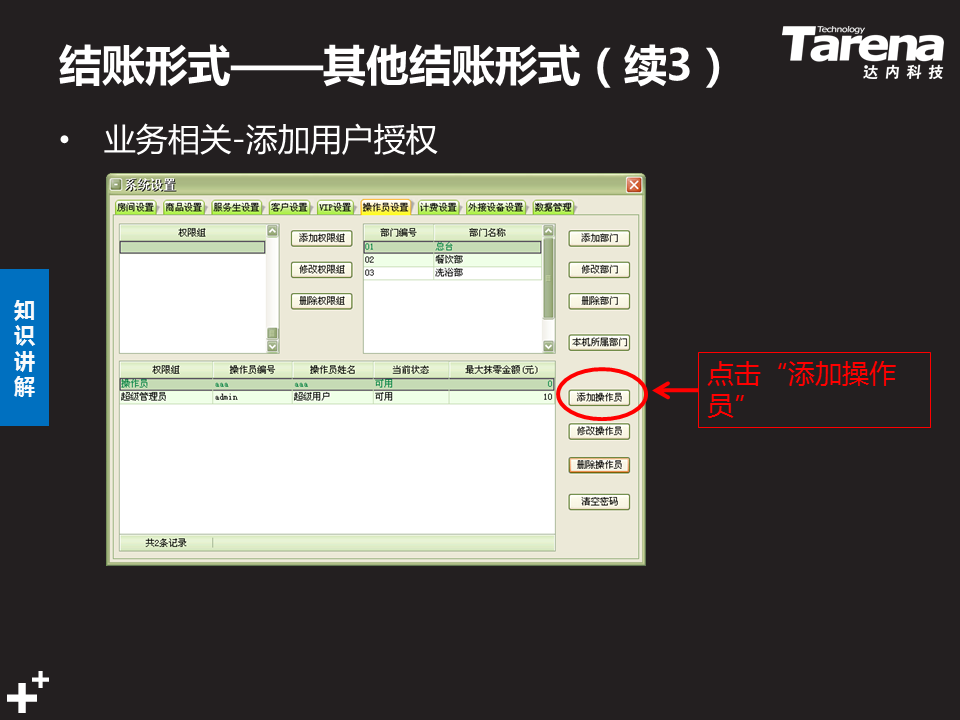 结账形式——其他结账形式（续3）
Technology
Tarena
达内科技
• 业务相关-添加用户授权
系统设置
房间设置 商品设置 服务生设置 客户设置 VIP设置 操作员设置 计费设置 外接设备设置 数据管理
权限组
添加权限组
修改权限组
删除权限组
部门编号 部门名称
01 总台
02 餐饮部
03 洗浴部
添加部门
修改部门
删除部门
本机所属部门
权限组 操作员编号 操作员姓名 当前状态 最大抹零金额(元)
操作员 aaa aaa 可用 0
超级管理员 admin 超级用户 可用 10
添加操作员
修改操作员
删除操作员
清空密码
共2条记录
点击“添加操作
员”
知
识
讲
解